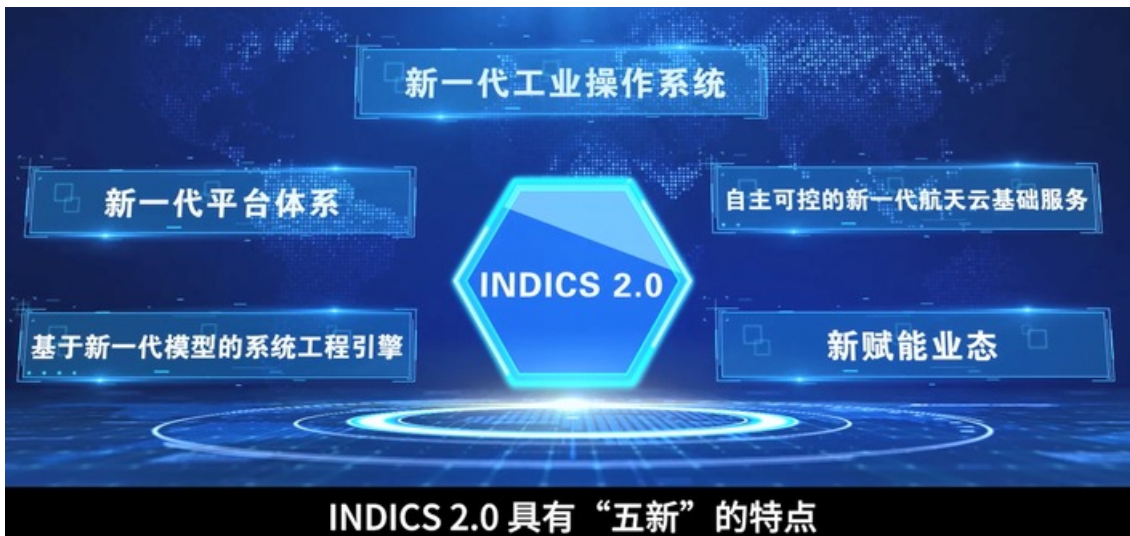 新一代工业操作系统
新一代平台体系
自主可控的新一代航天云基础服务
INDICS 2.0
基于新一代模型的系统工程引擎
新赋能业态
INDICS 2.0 具有“五新”的特点